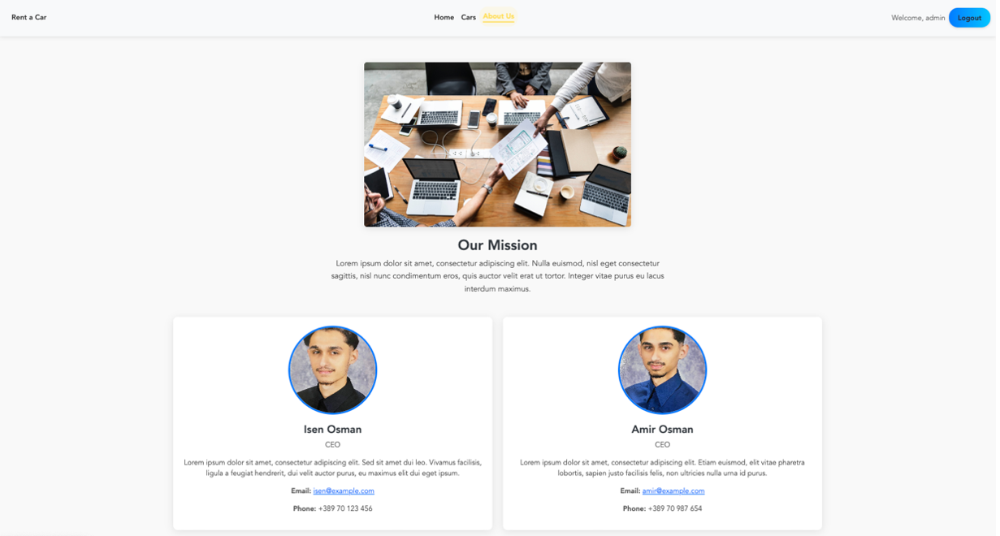 Rent a Car
Home Cars About Us
Welcome, admin Logout
Our Mission
Lorem ipsum dolor sit amet, consectetur adipiscing elit. Nulla euismod, nisl eget consectetur
sagittis, nisl nunc condimentum eros, quis auctor velit erat ut tortor. Integer vitae purus eu lacus
interdum maximus.
Isen Osman
CEO
Lorem ipsum dolor sit amet, consectetur adipiscing elit. Sed sit amet dui leo. Vivamus facilisis,
ligula a feugiat hendrerit, dui velit auctor purus, eu maximus elit dui eget ipsum.
Email: isen@example.com
Phone: +389 70 123 456
Amir Osman
CEO
Lorem ipsum dolor sit amet, consectetur adipiscing elit. Etiam euismod, elit vitae pharetra
lobortis, sapien justo facilisis felis, non ultricies nulla urna id purus.
Email: amir@example.com
Phone: +389 70 987 654